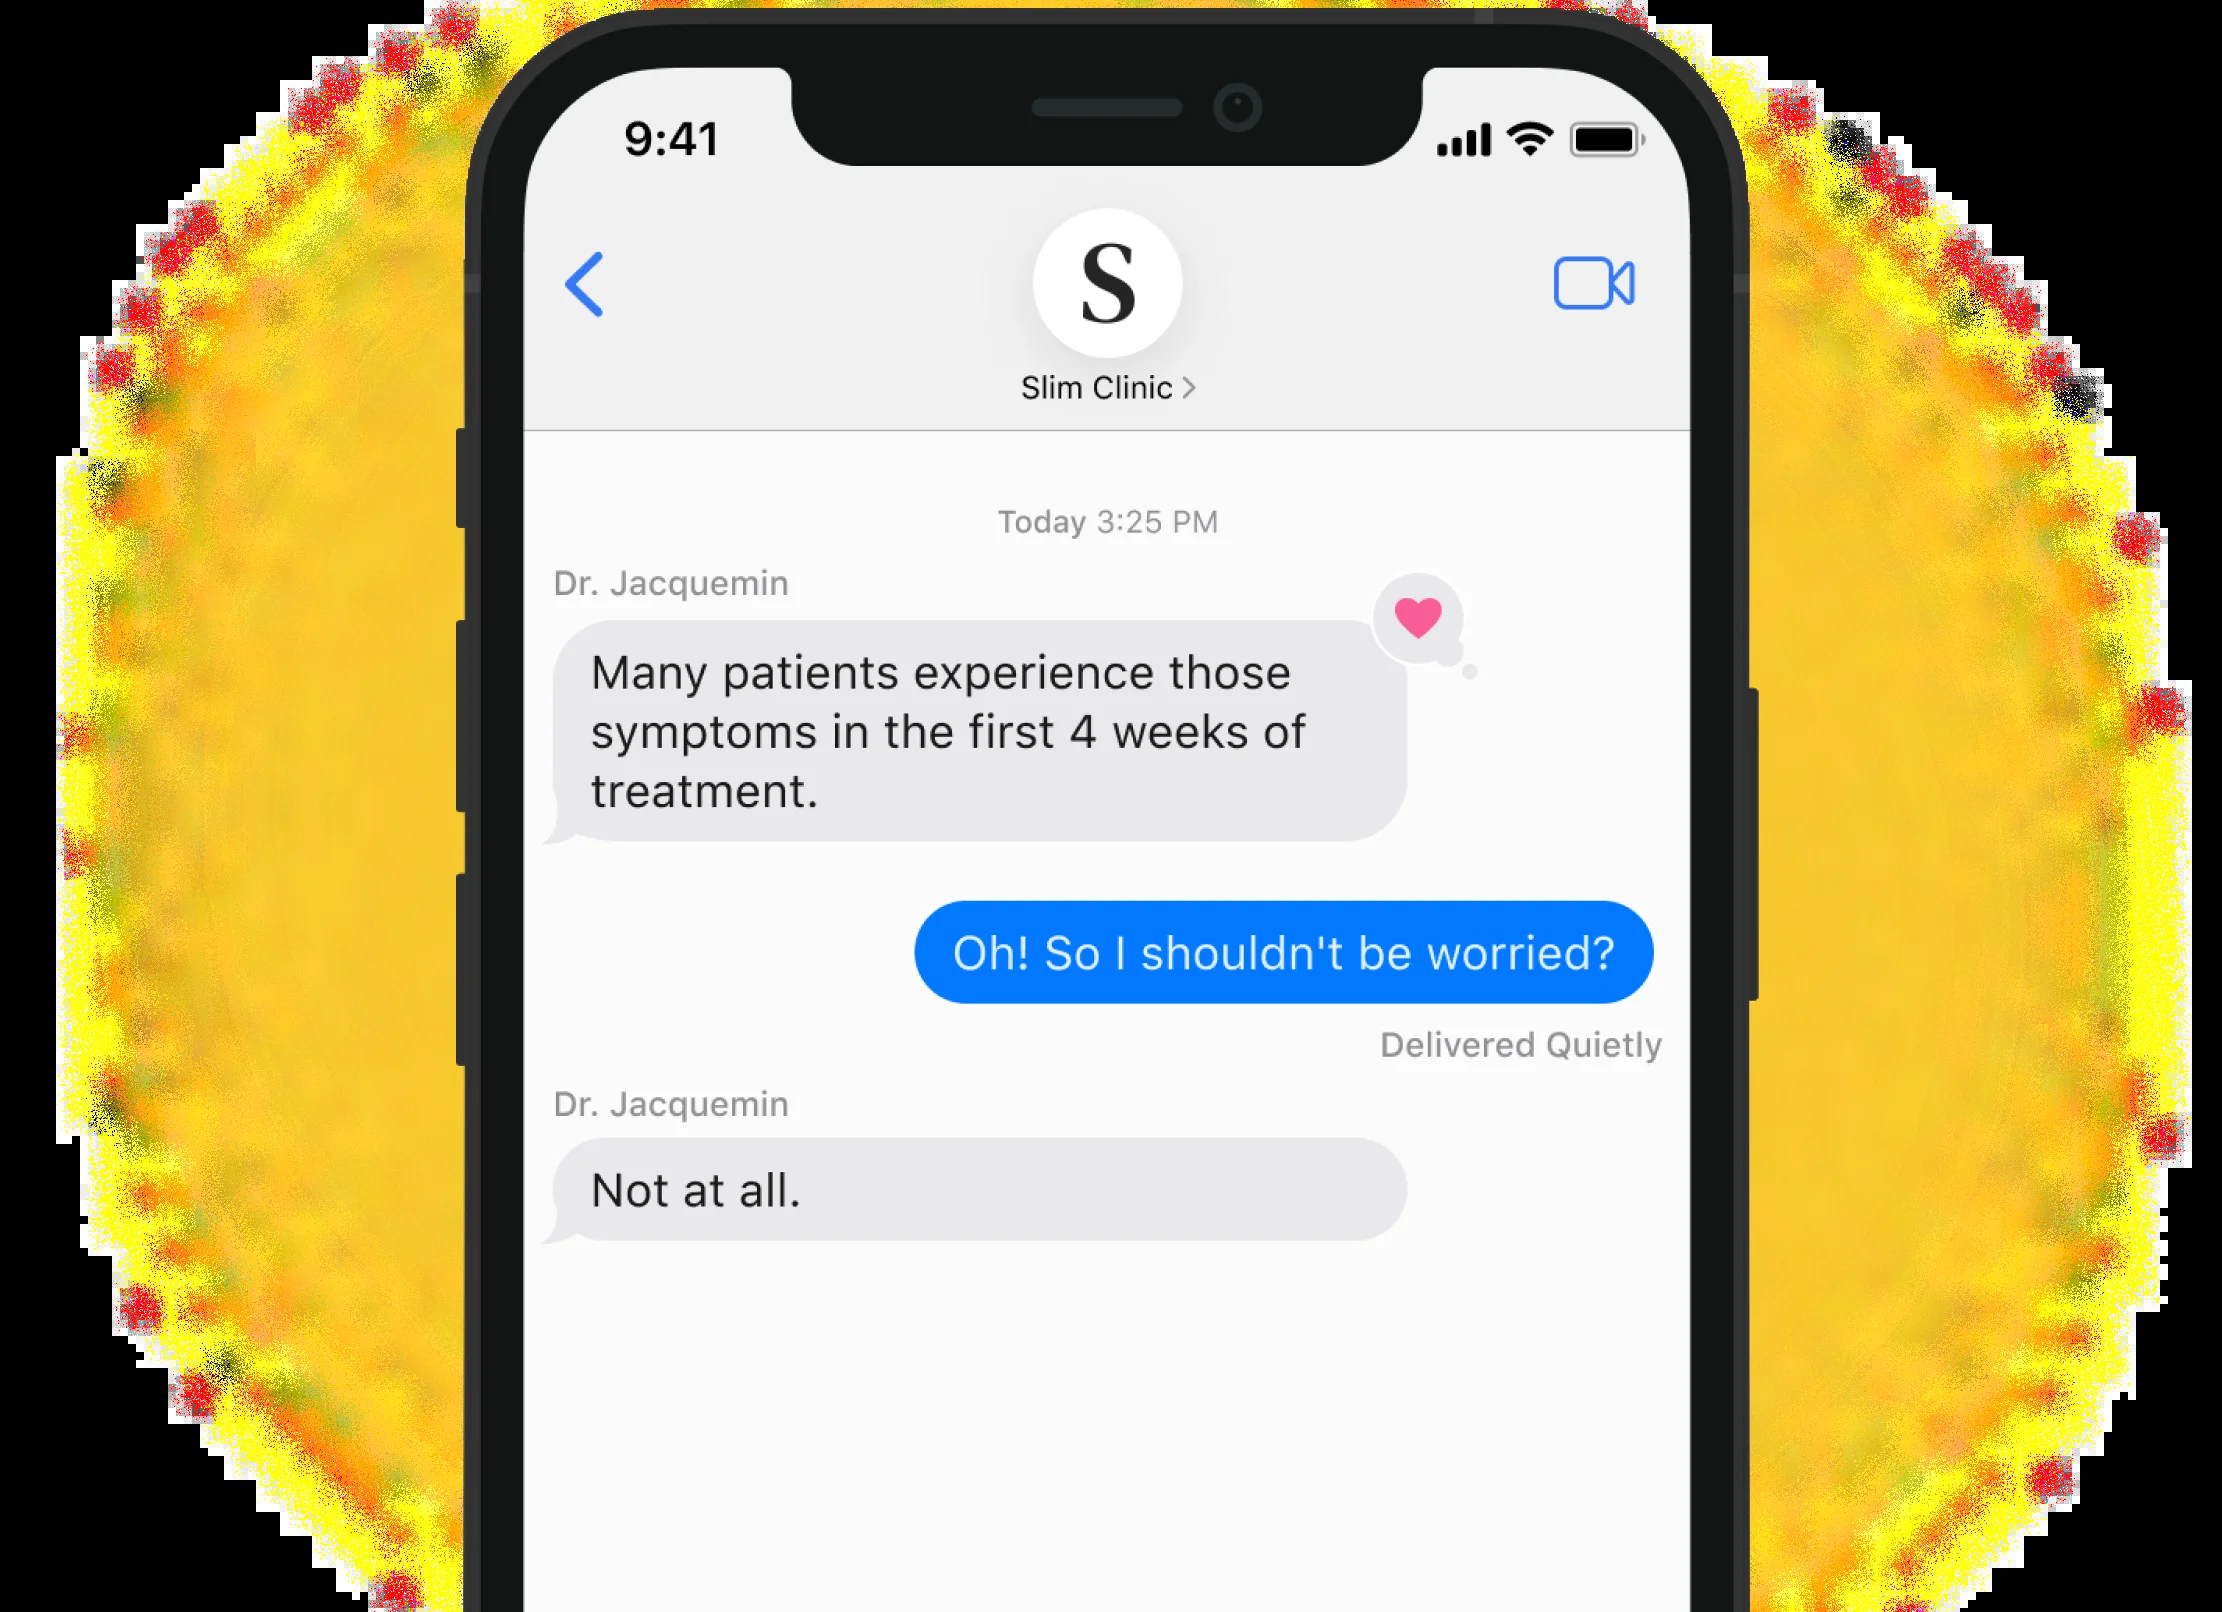 9:41
S
Slim Clinic
Today 3:25 PM
Dr. Jacquemin
Many patients experience those
symptoms in the first 4 weeks of
treatment.
Oh! So I shouldn't be worried?
Delivered Quietly
Dr. Jacquemin
Not at all.